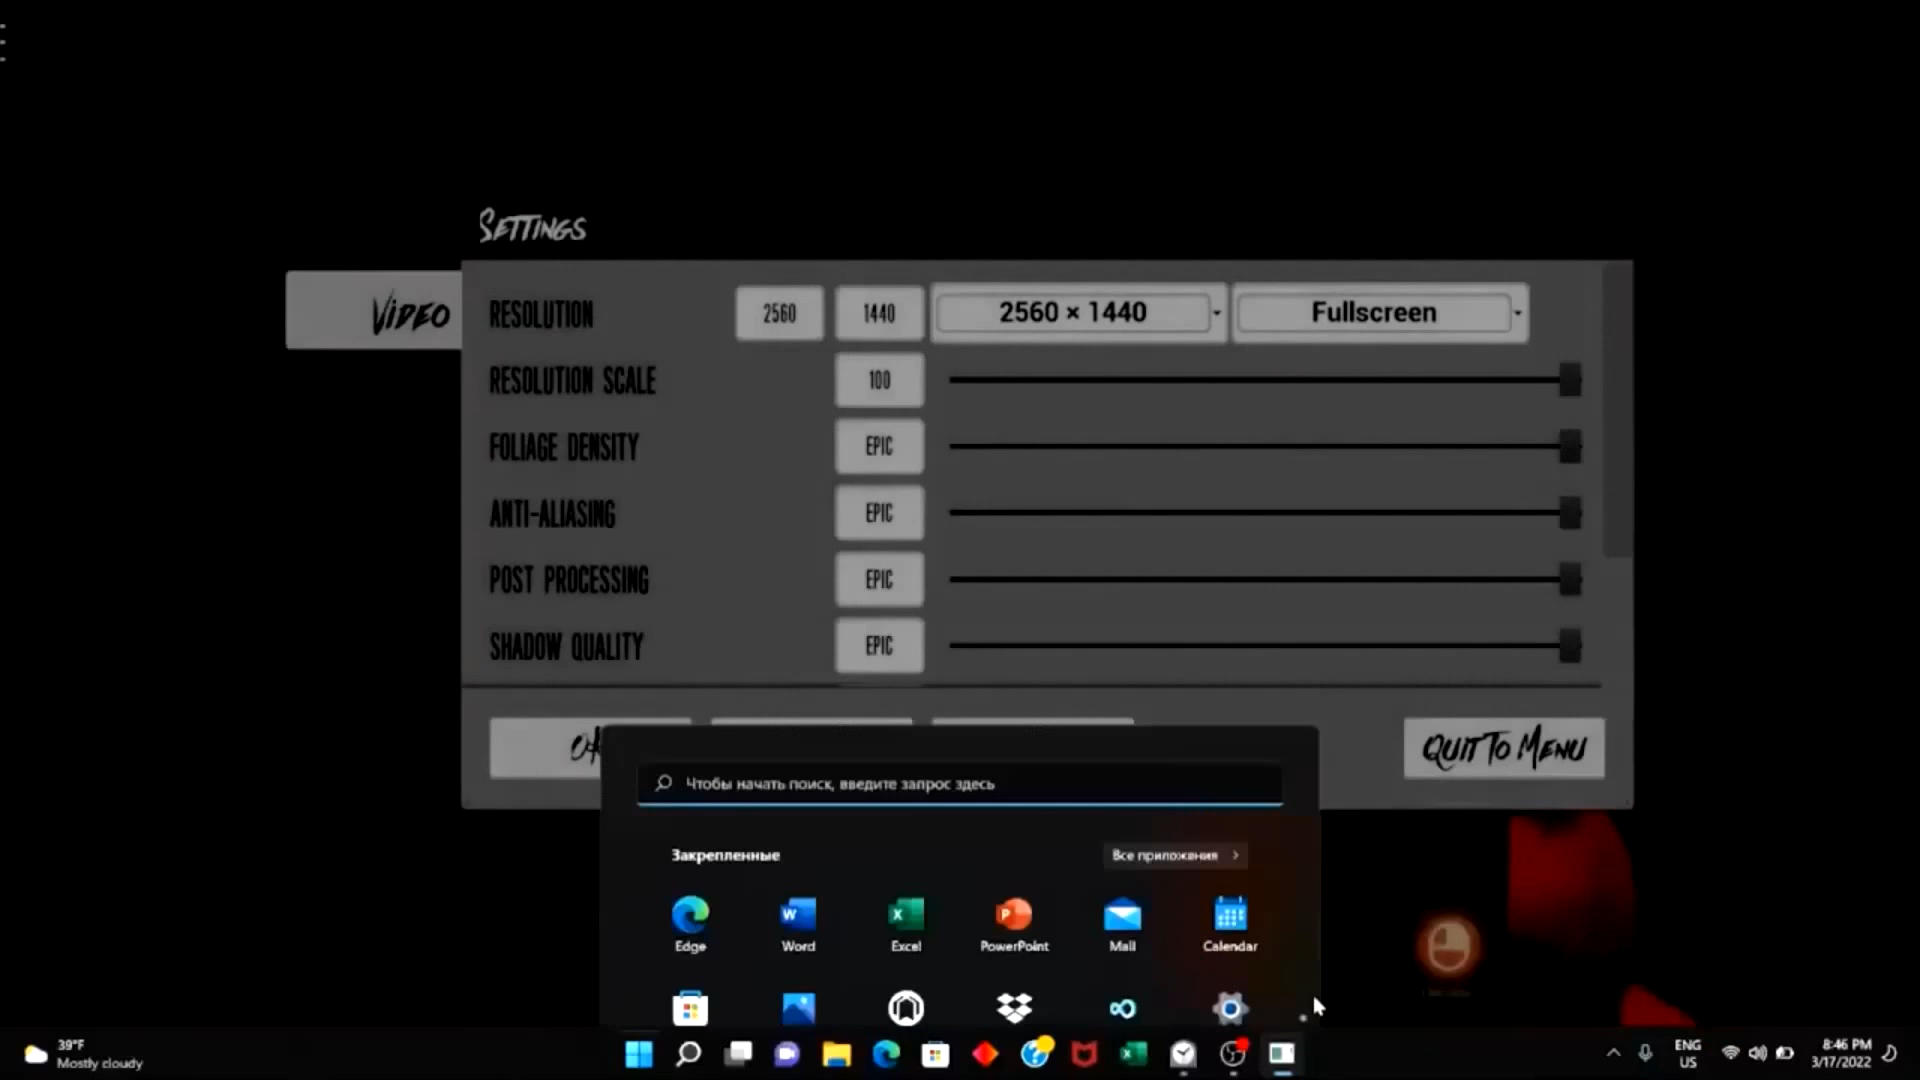 Settings
Video
RESOLUTION 2560 1440 2560 × 1440 Fullscreen
RESOLUTION SCALE 100
FOLIAGE DENSITY EPIC
ANTI-ALIASING EPIC
POST PROCESSING EPIC
SHADOW QUALITY EPIC
Quit To Menu
Чтобы начать поиск, введите запрос здесь
Закрепленные Все приложения
Edge Word Excel PowerPoint Mail Calendar
39°F
Mostly cloudy
ENG
US
8:46 PM
3/17/2022